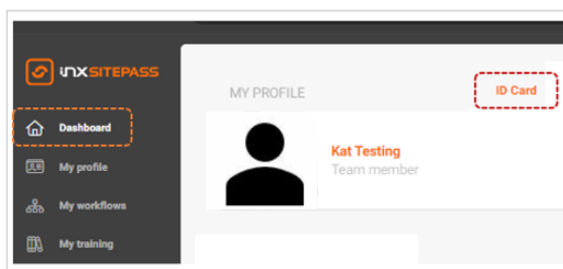 INX SITEPASS
Dashboard
My profile
My workflows
My training
MY PROFILE
ID Card
Kat Testing
Team member